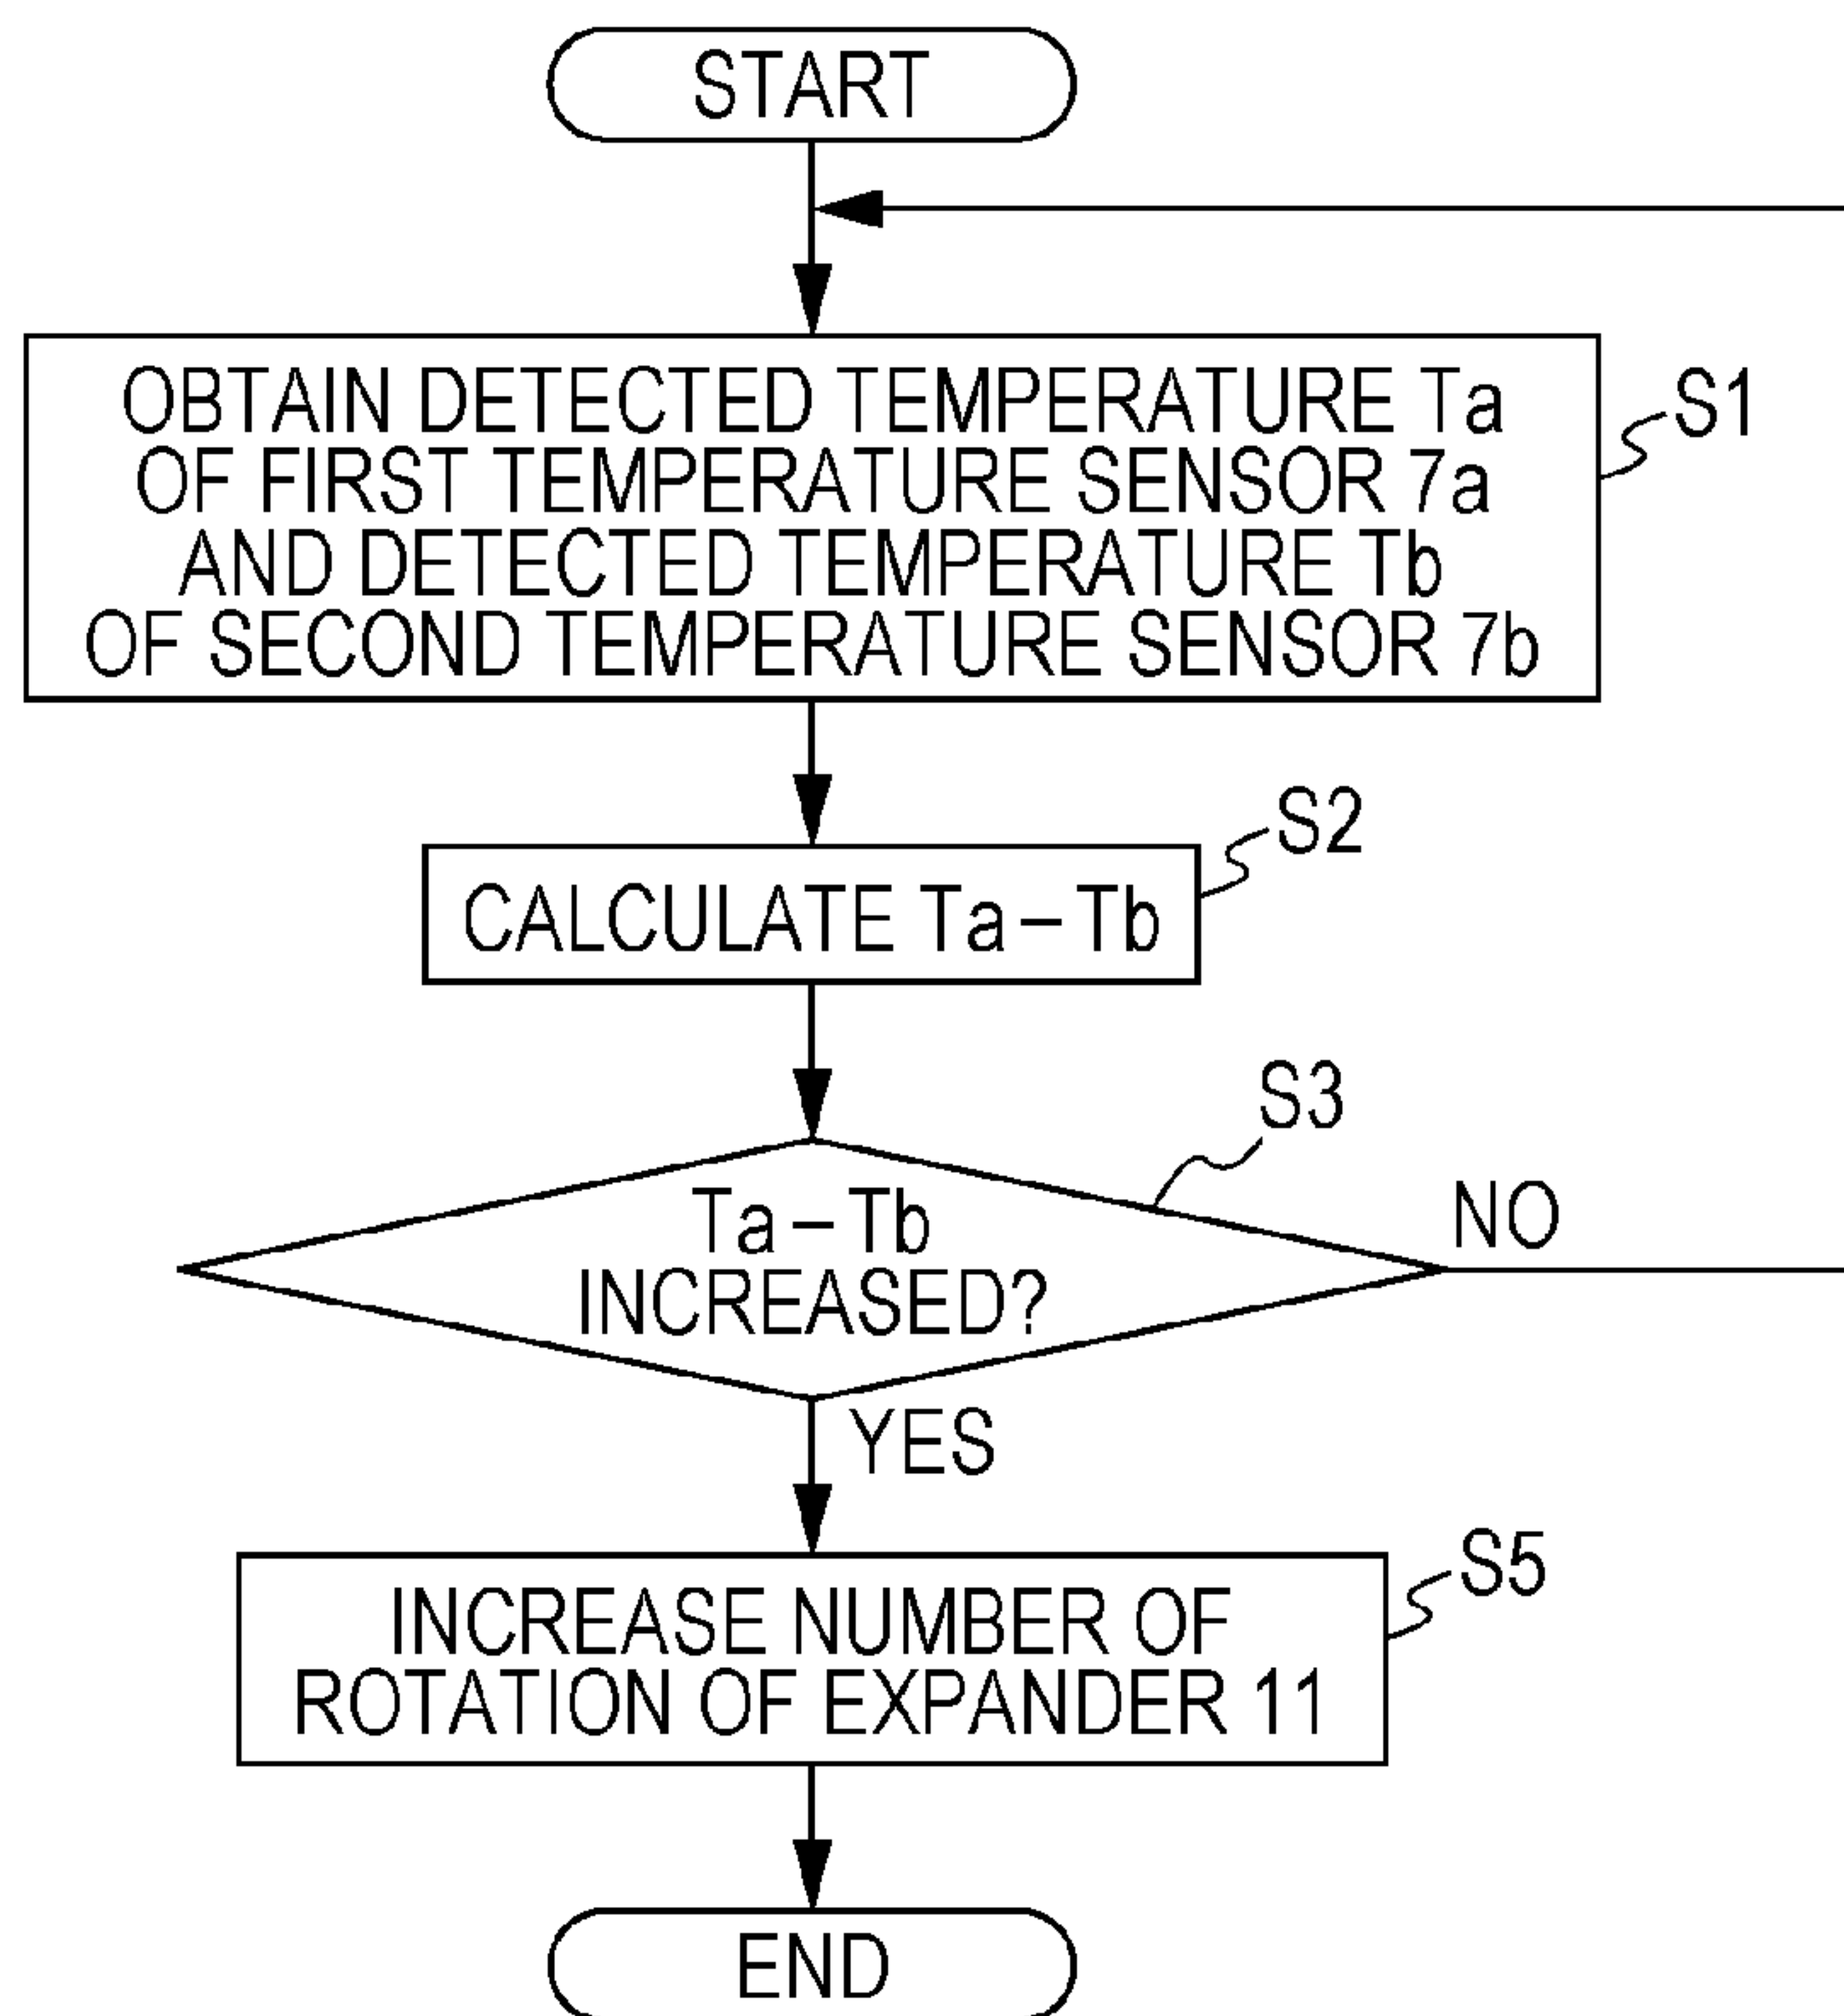 START
OBTAIN DETECTED TEMPERATURE Ta
OF FIRST TEMPERATURE SENSOR 7a
AND DETECTED TEMPERATURE Tb
OF SECOND TEMPERATURE SENSOR 7b
S1
CALCULATE Ta−Tb
S2
Ta−Tb
INCREASED?
S3
NO
YES
INCREASE NUMBER OF
ROTATION OF EXPANDER 11
S5
END